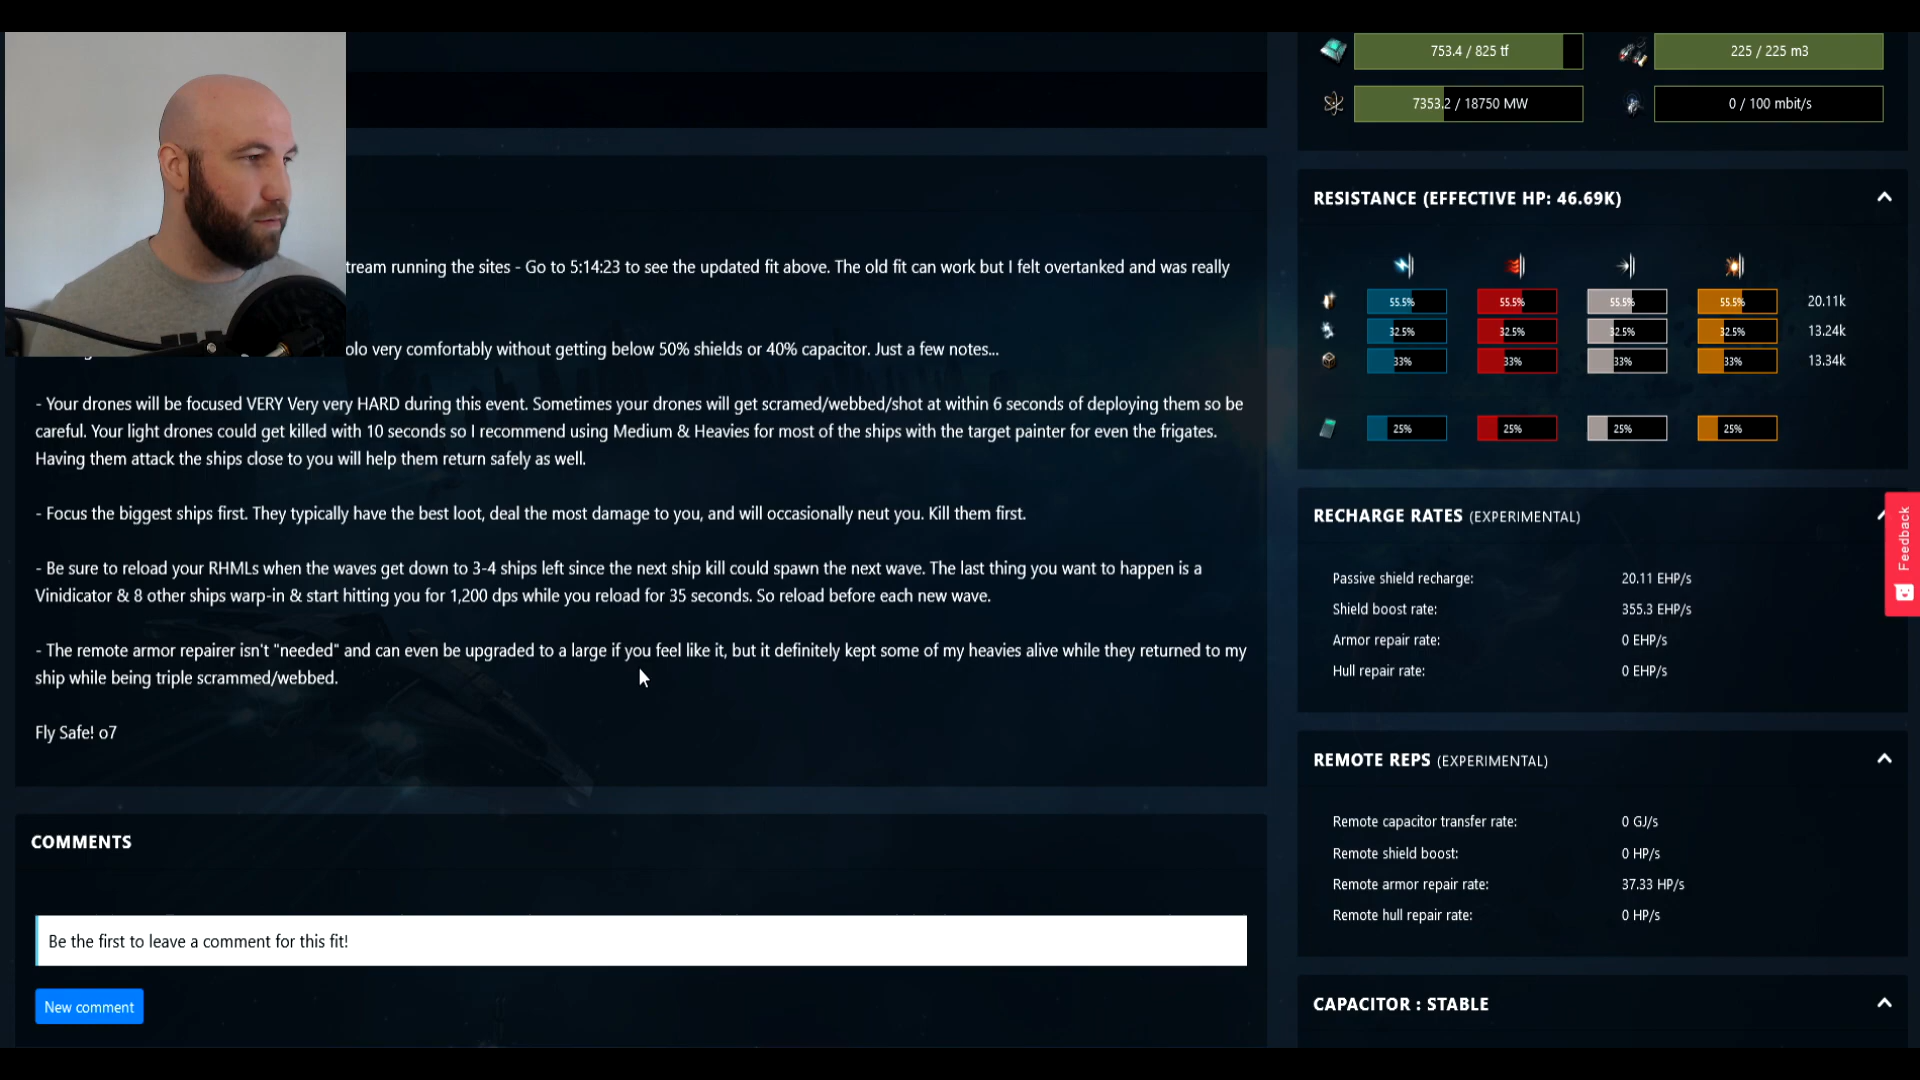 753.4 / 825 tf
225 / 225 m3
7353.2 / 18750 MW
0 / 100 mbit/s
tream running the sites - Go to 5:14:23 to see the updated fit above. The old fit can work but I felt overtanked and was really
olo very comfortably without getting below 50% shields or 40% capacitor. Just a few notes...
- Your drones will be focused VERY Very very HARD during this event. Sometimes your drones will get scramed/webbed/shot at within 6 seconds of deploying them so be
careful. Your light drones could get killed with 10 seconds so I recommend using Medium & Heavies for most of the ships with the target painter for even the frigates.
Having them attack the ships close to you will help them return safely as well.
- Focus the biggest ships first. They typically have the best loot, deal the most damage to you, and will occasionally neut you. Kill them first.
- Be sure to reload your RHMLs when the waves get down to 3-4 ships left since the next ship kill could spawn the next wave. The last thing you want to happen is a
Vinidicator & 8 other ships warp-in & start hitting you for 1,200 dps while you reload for 35 seconds. So reload before each new wave.
- The remote armor repairer isn't "needed" and can even be upgraded to a large if you feel like it, but it definitely kept some of my heavies alive while they returned to my
ship while being triple scrammed/webbed.
Fly Safe! o7
COMMENTS
Be the first to leave a comment for this fit!
New comment
RESISTANCE (EFFECTIVE HP: 46.69K)
55.5% 55.5% 55.5% 55.5% 20.11k
32.5% 32.5% 32.5% 32.5% 13.24k
33% 33% 33% 33% 13.34k
25% 25% 25% 25%
RECHARGE RATES (EXPERIMENTAL)
Passive shield recharge: 20.11 EHP/s
Shield boost rate: 355.3 EHP/s
Armor repair rate: 0 EHP/s
Hull repair rate: 0 EHP/s
REMOTE REPS (EXPERIMENTAL)
Remote capacitor transfer rate: 0 GJ/s
Remote shield boost: 0 HP/s
Remote armor repair rate: 37.33 HP/s
Remote hull repair rate: 0 HP/s
CAPACITOR : STABLE
Feedback